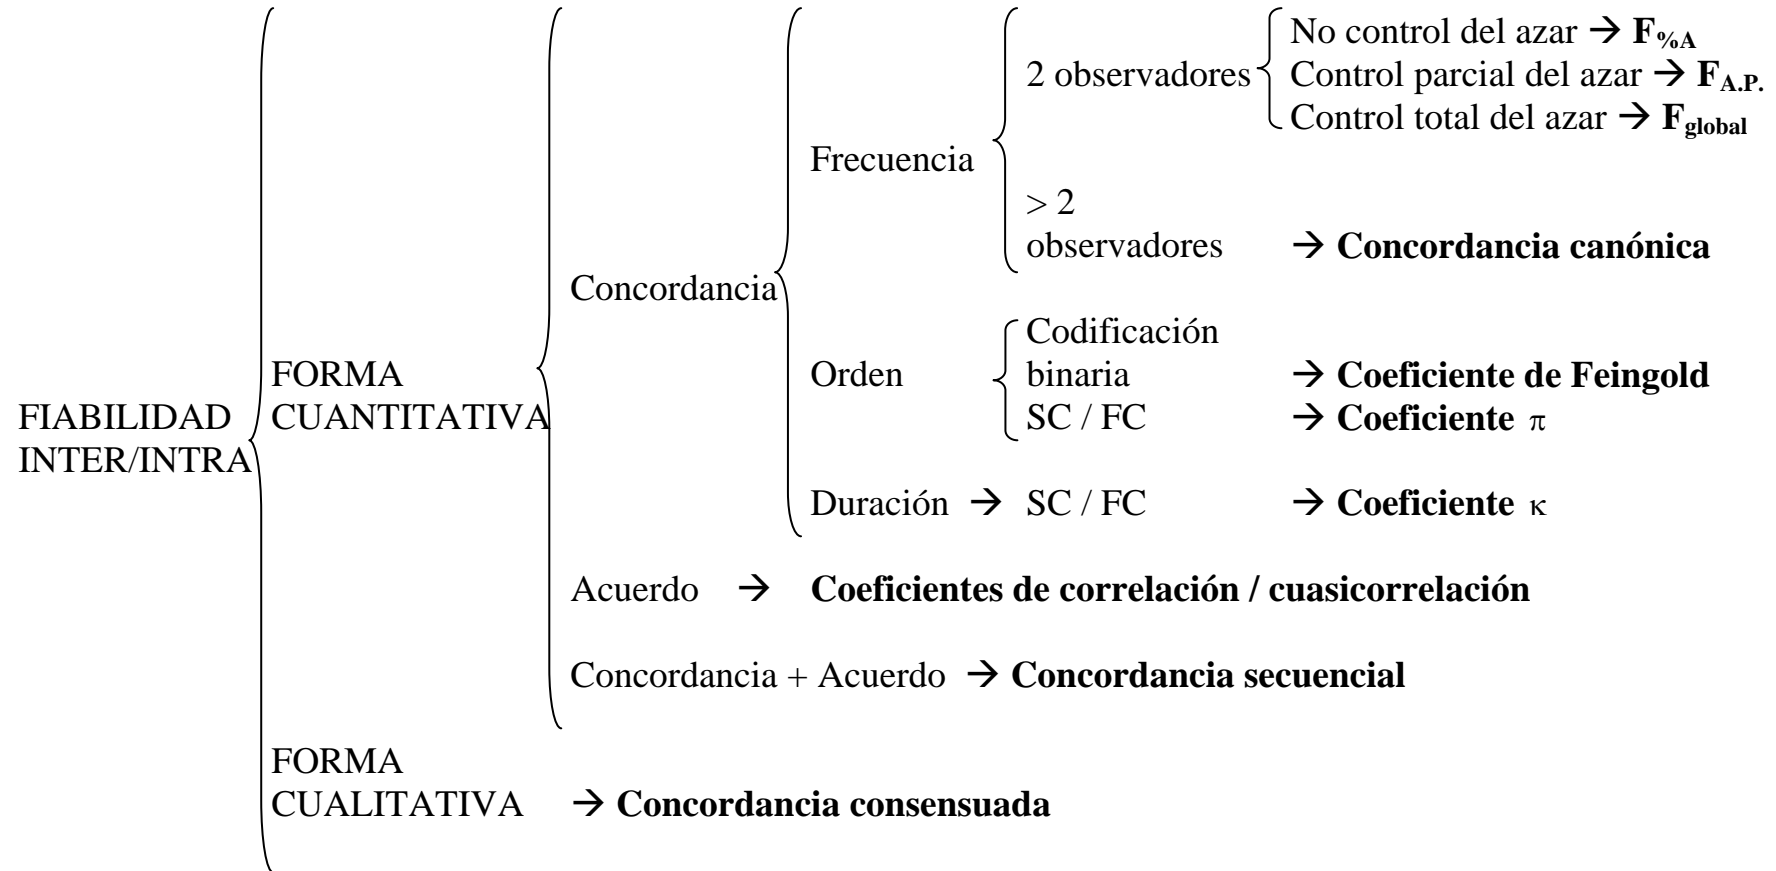 No control del azar → F%A
2 observadores Control parcial del azar → FA.P.
Control total del azar → Fglobal
Frecuencia
> 2
observadores → Concordancia canónica
Concordancia
Codificación
FORMA Orden binaria → Coeficiente de Feingold
FIABILIDAD CUANTITATIVA SC / FC → Coeficiente π
INTER/INTRA
Duración → SC / FC → Coeficiente κ
Acuerdo → Coeficientes de correlación / cuasicorrelación
Concordancia + Acuerdo → Concordancia secuencial
FORMA
CUALITATIVA → Concordancia consensuada